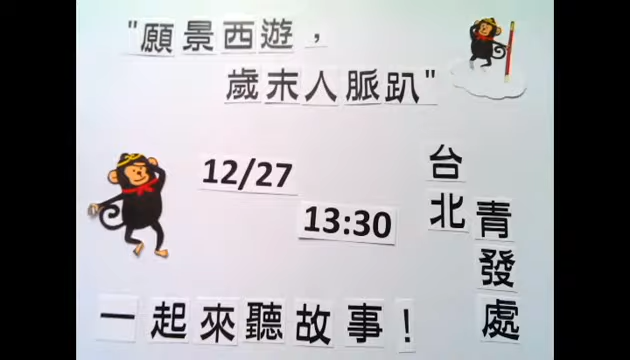 "願景西遊，
歲末人脈趴"
12/27
13:30
台北
青發處
一起來聽故事！